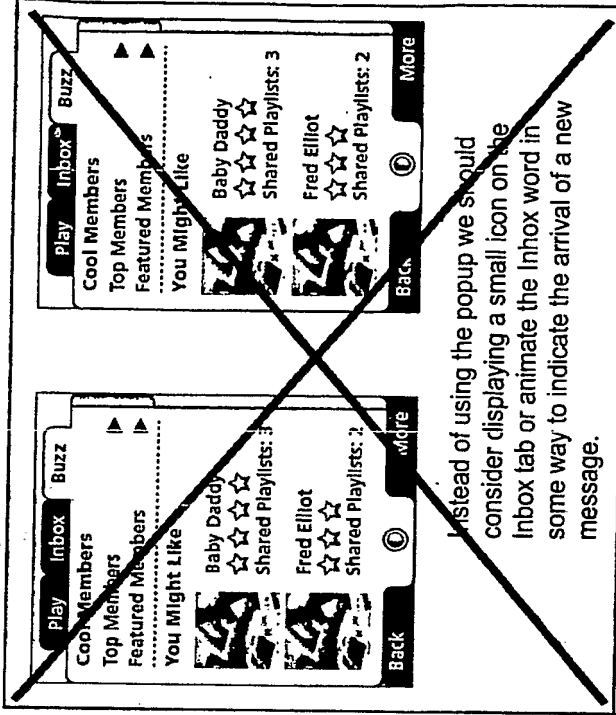 Play Inbox Buzz
Cool Members
Top Members
Featured Members
You Might Like
Baby Daddy
Shared Playlists: 3
Fred Elliot
Shared Playlists: 2
Back More
Play Inbox Buzz
Cool Members
Top Members
Featured Members
You Might Like
Baby Daddy
Shared Playlists: 3
Fred Elliot
Shared Playlists: 2
Back More
Instead of using the popup we should
consider displaying a small icon on the
Inbox tab or animate the Inhox word in
some way to indicate the arrival of a new
message.